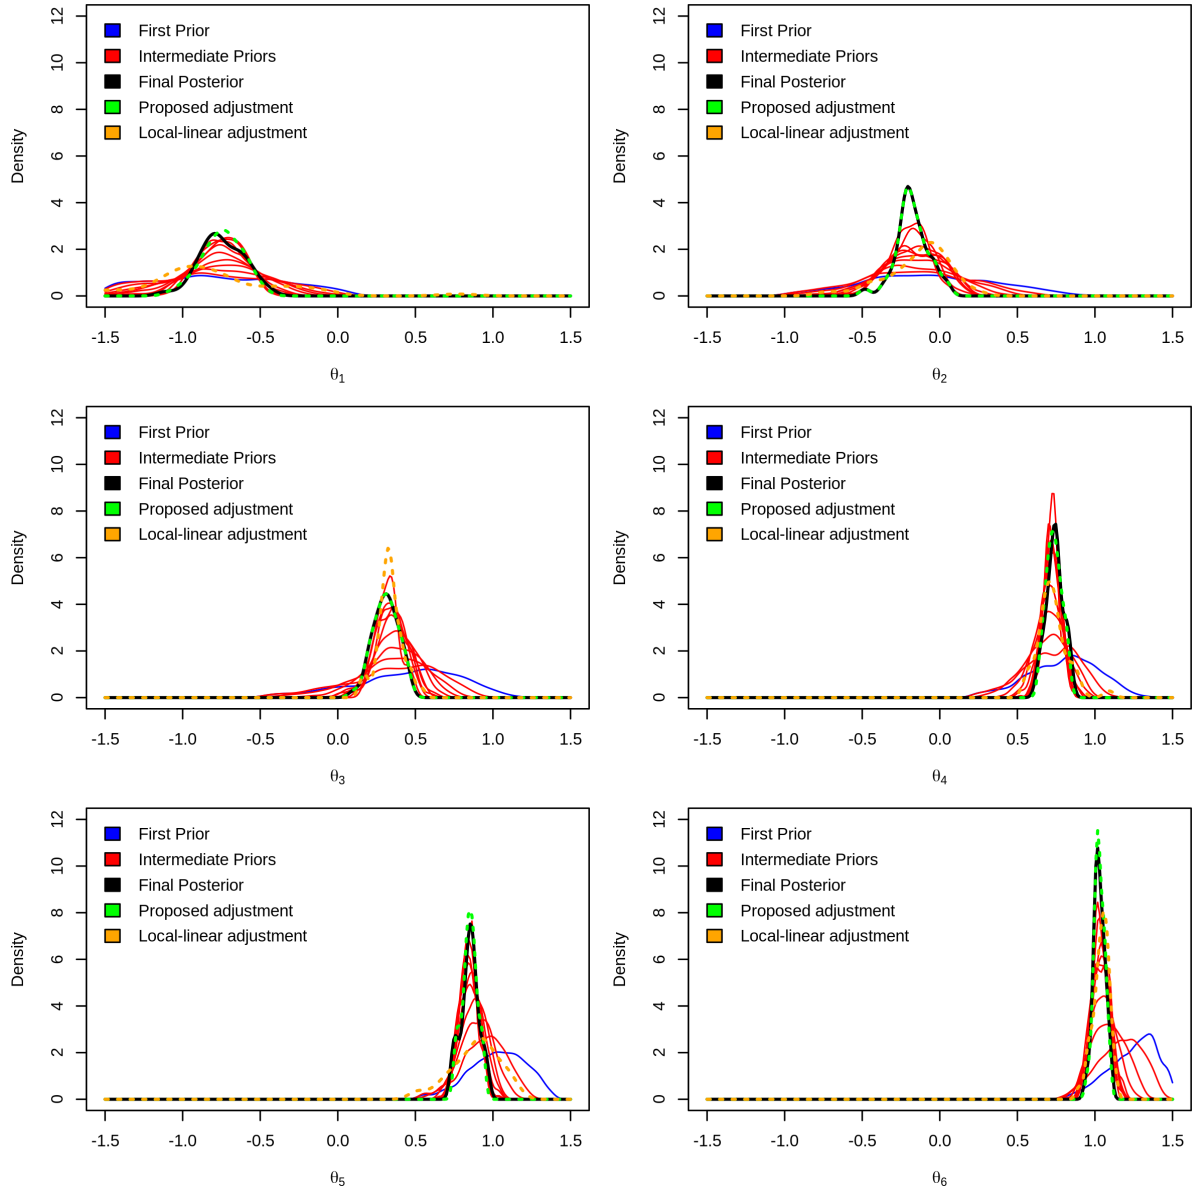 12
10
8
6
4
2
0
Density
First Prior
Intermediate Priors
Final Posterior
Proposed adjustment
Local-linear adjustment
-1.5 -1.0 -0.5 0.0 0.5 1.0 1.5
θ1
12
10
8
6
4
2
0
Density
First Prior
Intermediate Priors
Final Posterior
Proposed adjustment
Local-linear adjustment
-1.5 -1.0 -0.5 0.0 0.5 1.0 1.5
θ2
12
10
8
6
4
2
0
Density
First Prior
Intermediate Priors
Final Posterior
Proposed adjustment
Local-linear adjustment
-1.5 -1.0 -0.5 0.0 0.5 1.0 1.5
θ3
12
10
8
6
4
2
0
Density
First Prior
Intermediate Priors
Final Posterior
Proposed adjustment
Local-linear adjustment
-1.5 -1.0 -0.5 0.0 0.5 1.0 1.5
θ4
12
10
8
6
4
2
0
Density
First Prior
Intermediate Priors
Final Posterior
Proposed adjustment
Local-linear adjustment
-1.5 -1.0 -0.5 0.0 0.5 1.0 1.5
θ5
12
10
8
6
4
2
0
Density
First Prior
Intermediate Priors
Final Posterior
Proposed adjustment
Local-linear adjustment
-1.5 -1.0 -0.5 0.0 0.5 1.0 1.5
θ6